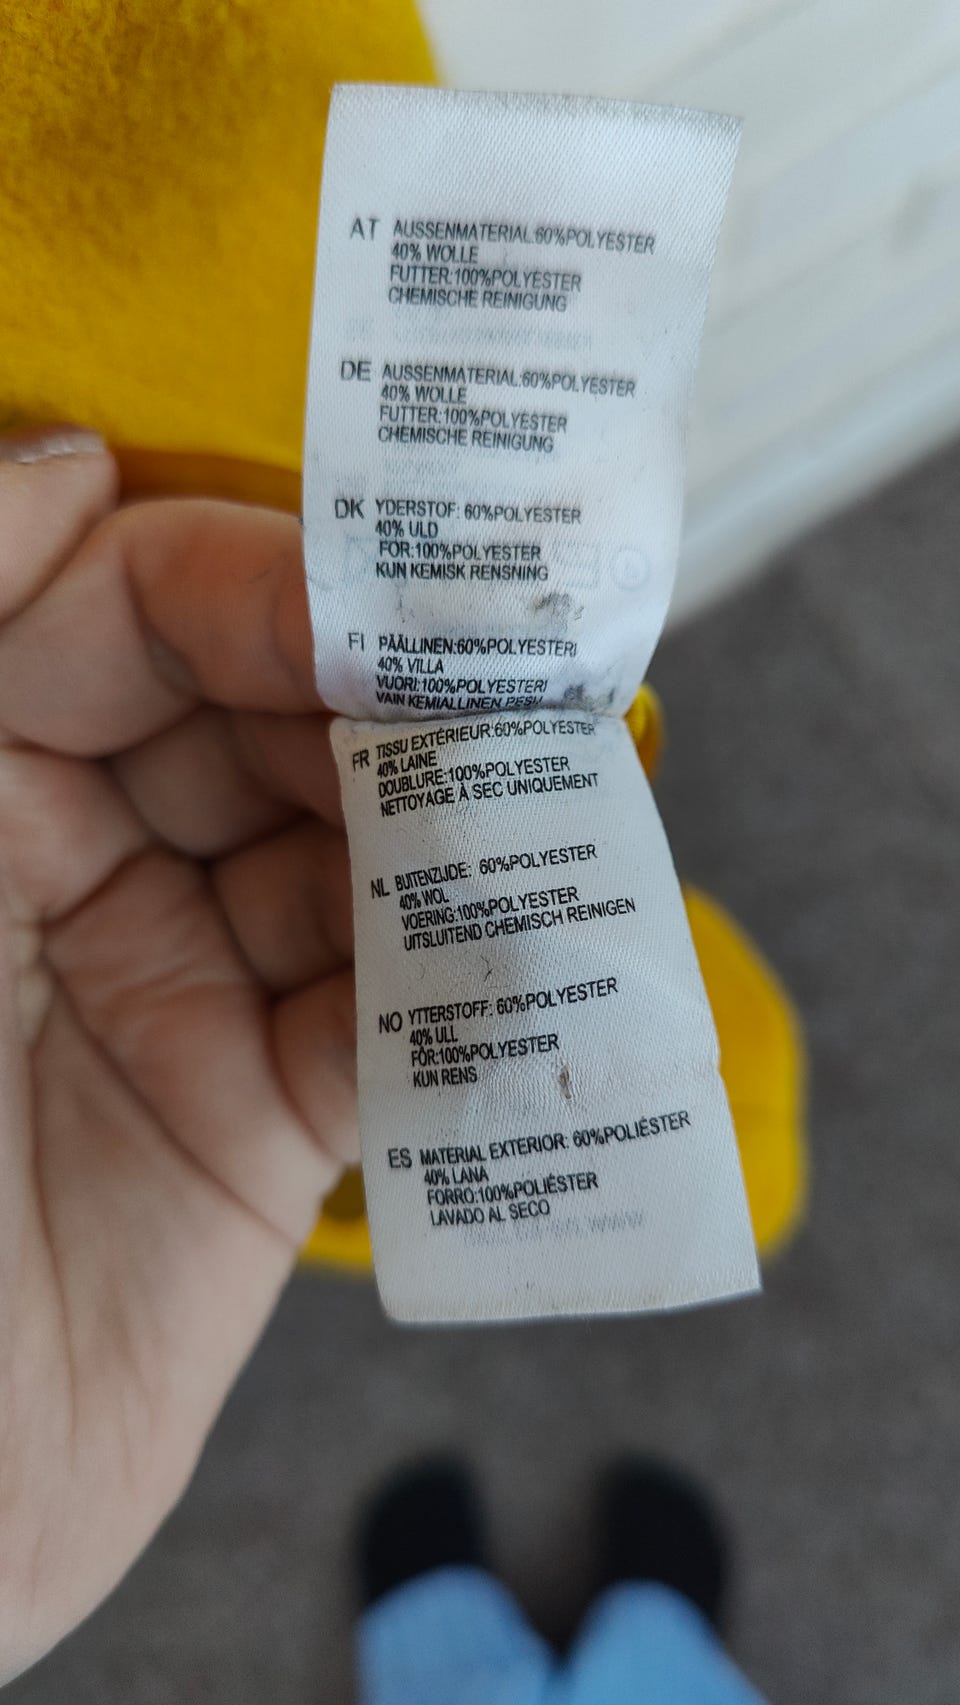 AT AUSSENMATERIAL:60%POLYESTER
40% WOLLE
FUTTER:100%POLYESTER
CHEMISCHE REINIGUNG
DE AUSSENMATERIAL:60%POLYESTER
40% WOLLE
FUTTER:100%POLYESTER
CHEMISCHE REINIGUNG
DK YDERSTOF: 60%POLYESTER
40% ULD
FOR:100%POLYESTER
KUN KEMISK RENSNING
FI PÄÄLLINEN:60%POLYESTERI
40% VILLA
VUORI:100%POLYESTERI
VAIN KEMIALLINEN PESU
FR TISSU EXTÉRIEUR:60%POLYESTER
40% LAINE
DOUBLURE:100%POLYESTER
NETTOYAGE À SEC UNIQUEMENT
NL BUITENZIJDE: 60%POLYESTER
40% WOL
VOERING:100%POLYESTER
UITSLUITEND CHEMISCH REINIGEN
NO YTTERSTOFF: 60%POLYESTER
40% ULL
FÔR:100%POLYESTER
KUN RENS
ES MATERIAL EXTERIOR: 60%POLIÉSTER
40% LANA
FORRO:100%POLIÉSTER
LAVADO AL SECO